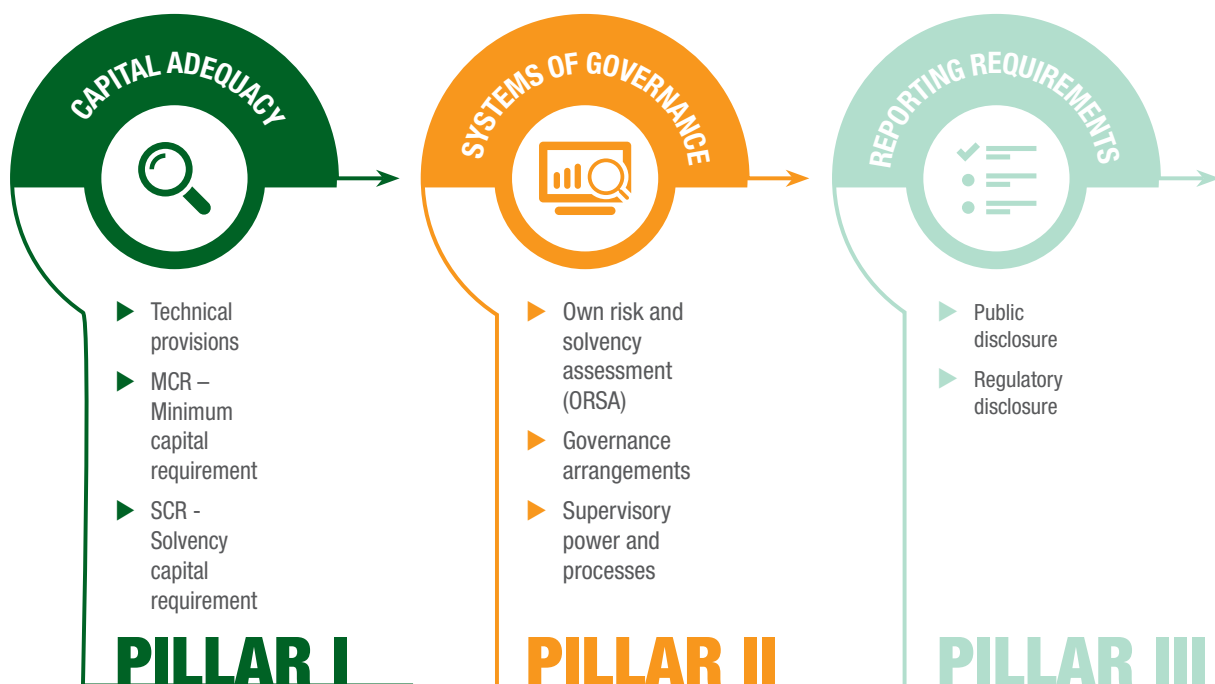 CAPITAL ADEQUACY
Technical
provisions
MCR –
Minimum
capital
requirement
SCR -
Solvency
capital
requirement
PILLAR I
SYSTEMS OF GOVERNANCE
Own risk and
solvency
assessment
(ORSA)
Governance
arrangements
Supervisory
power and
processes
PILLAR II
REPORTING REQUIREMENTS
Public
disclosure
Regulatory
disclosure
PILLAR III